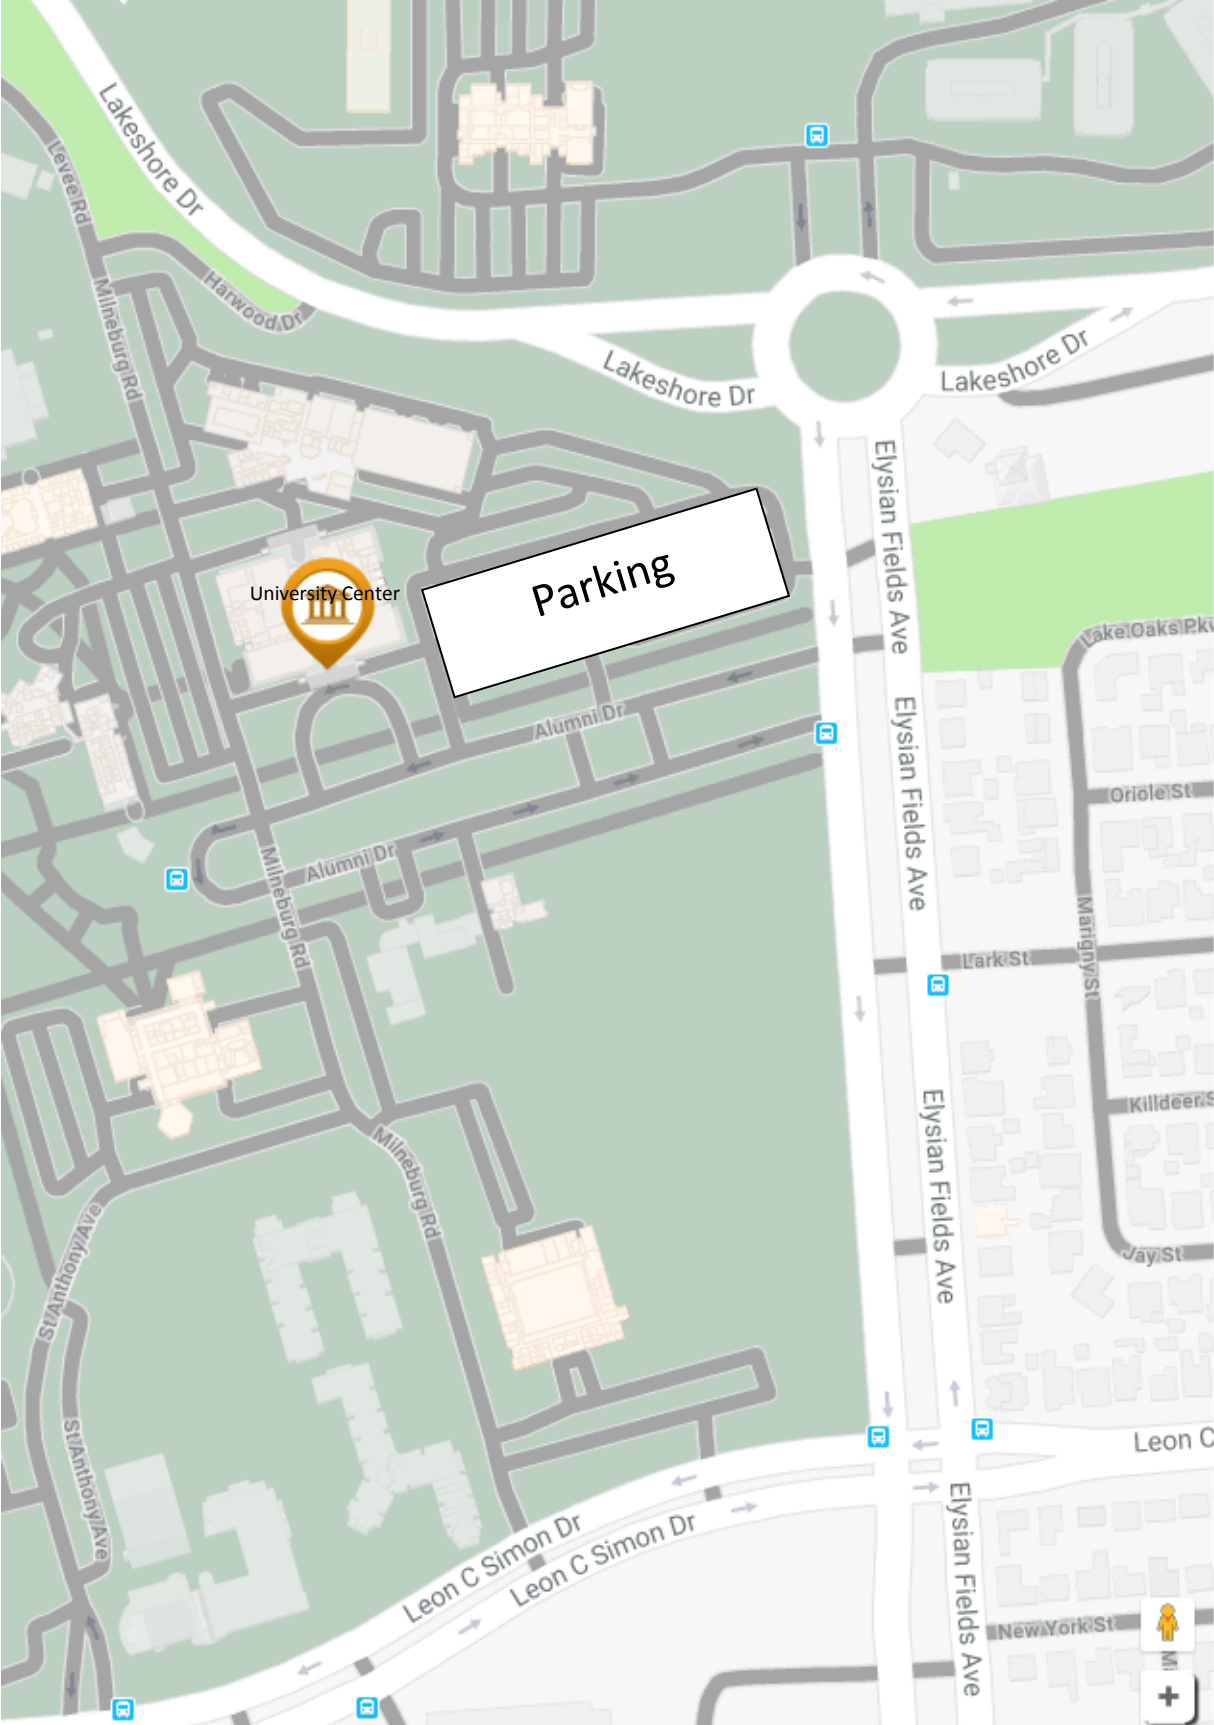 Lakeshore Dr
Levee Rd
Harwood Dr
Milneburg Rd
Lakeshore Dr
Lakeshore Dr
Elysian Fields Ave
Parking
University Center
Lake Oaks Pkw
Elysian Fields Ave
Alumni Dr
Oriole St
Alumni Dr
Milneburg Rd
Marigny St
Lark St
Elysian Fields Ave
Killdeer S
Milneburg Rd
St Anthony Ave
Jay St
St Anthony Ave
Leon C
Leon C Simon Dr
Leon C Simon Dr
Elysian Fields Ave
New York St
Mi
+